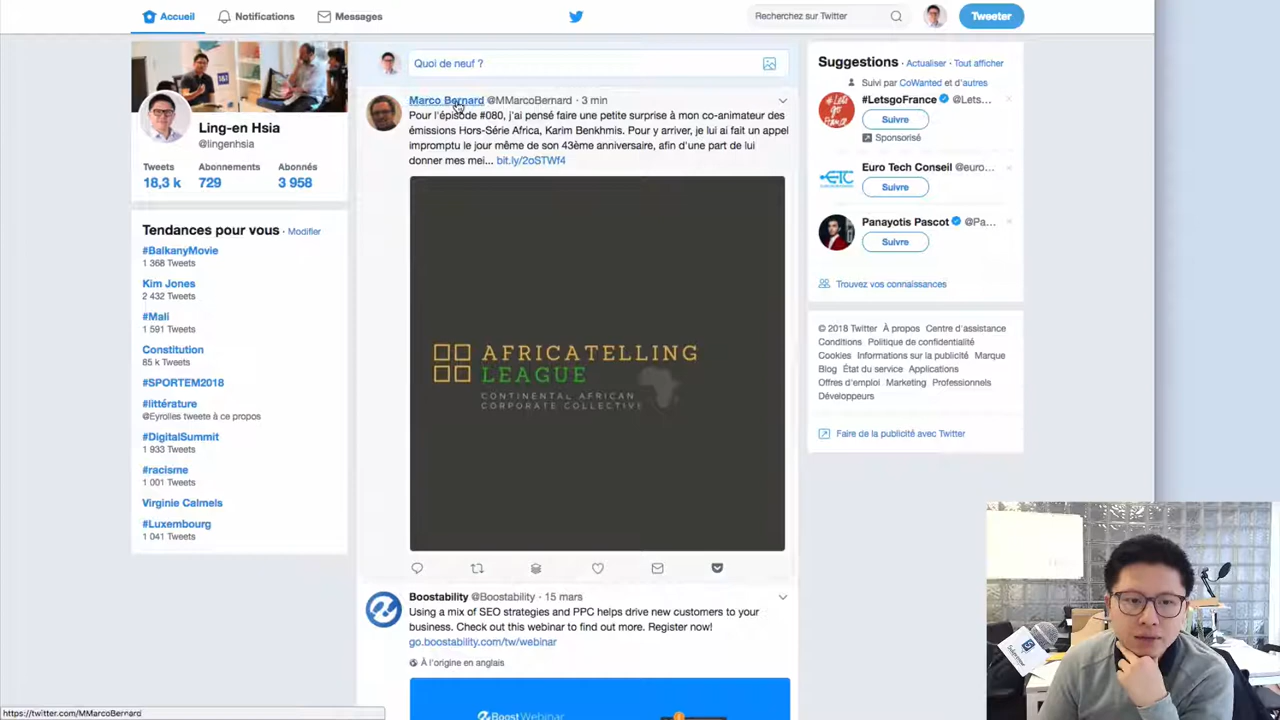 Accueil Notifications Messages Recherchez sur Twitter Tweeter
Ling-en Hsia
@lingenhsia
Tweets Abonnements Abonnés
18,3 k 729 3 958
Tendances pour vous · Modifier
#BalkanyMovie
1 368 Tweets
Kim Jones
2 432 Tweets
#Mali
1 591 Tweets
Constitution
85 k Tweets
#SPORTEM2018
#littérature
@Eyrolles tweete à ce propos
#DigitalSummit
1 933 Tweets
#racisme
1 001 Tweets
Virginie Calmels
#Luxembourg
1 041 Tweets
Quoi de neuf ?
Marco Bernard @MMarcoBernard · 3 min
Pour l'épisode #080, j'ai pensé faire une petite surprise à mon co-animateur des
émissions Hors-Série Africa, Karim Benkhmis. Pour y arriver, je lui ai fait un appel
impromptu le jour même de son 43ème anniversaire, afin d'une part de lui
donner mes mei... bit.ly/2oSTWf4
AFRICATELLING
LEAGUE
CONTINENTAL AFRICAN
CORPORATE COLLECTIVE
Boostability @Boostability · 15 mars
Using a mix of SEO strategies and PPC helps drive new customers to your
business. Check out this webinar to find out more. Register now!
go.boostability.com/tw/webinar
À l'origine en anglais
BoostWebinar
Suggestions · Actualiser · Tout afficher
Suivi par CoWanted et d'autres
#LetsgoFrance @Lets...
Suivre
Sponsorisé
Euro Tech Conseil @euro...
Suivre
Panayotis Pascot @Pa...
Suivre
Trouvez vos connaissances
© 2018 Twitter À propos Centre d'assistance
Conditions Politique de confidentialité
Cookies Informations sur la publicité Marque
Blog État du service Applications
Offres d'emploi Marketing Professionnels
Développeurs
Faire de la publicité avec Twitter
https://twitter.com/MMarcoBernard